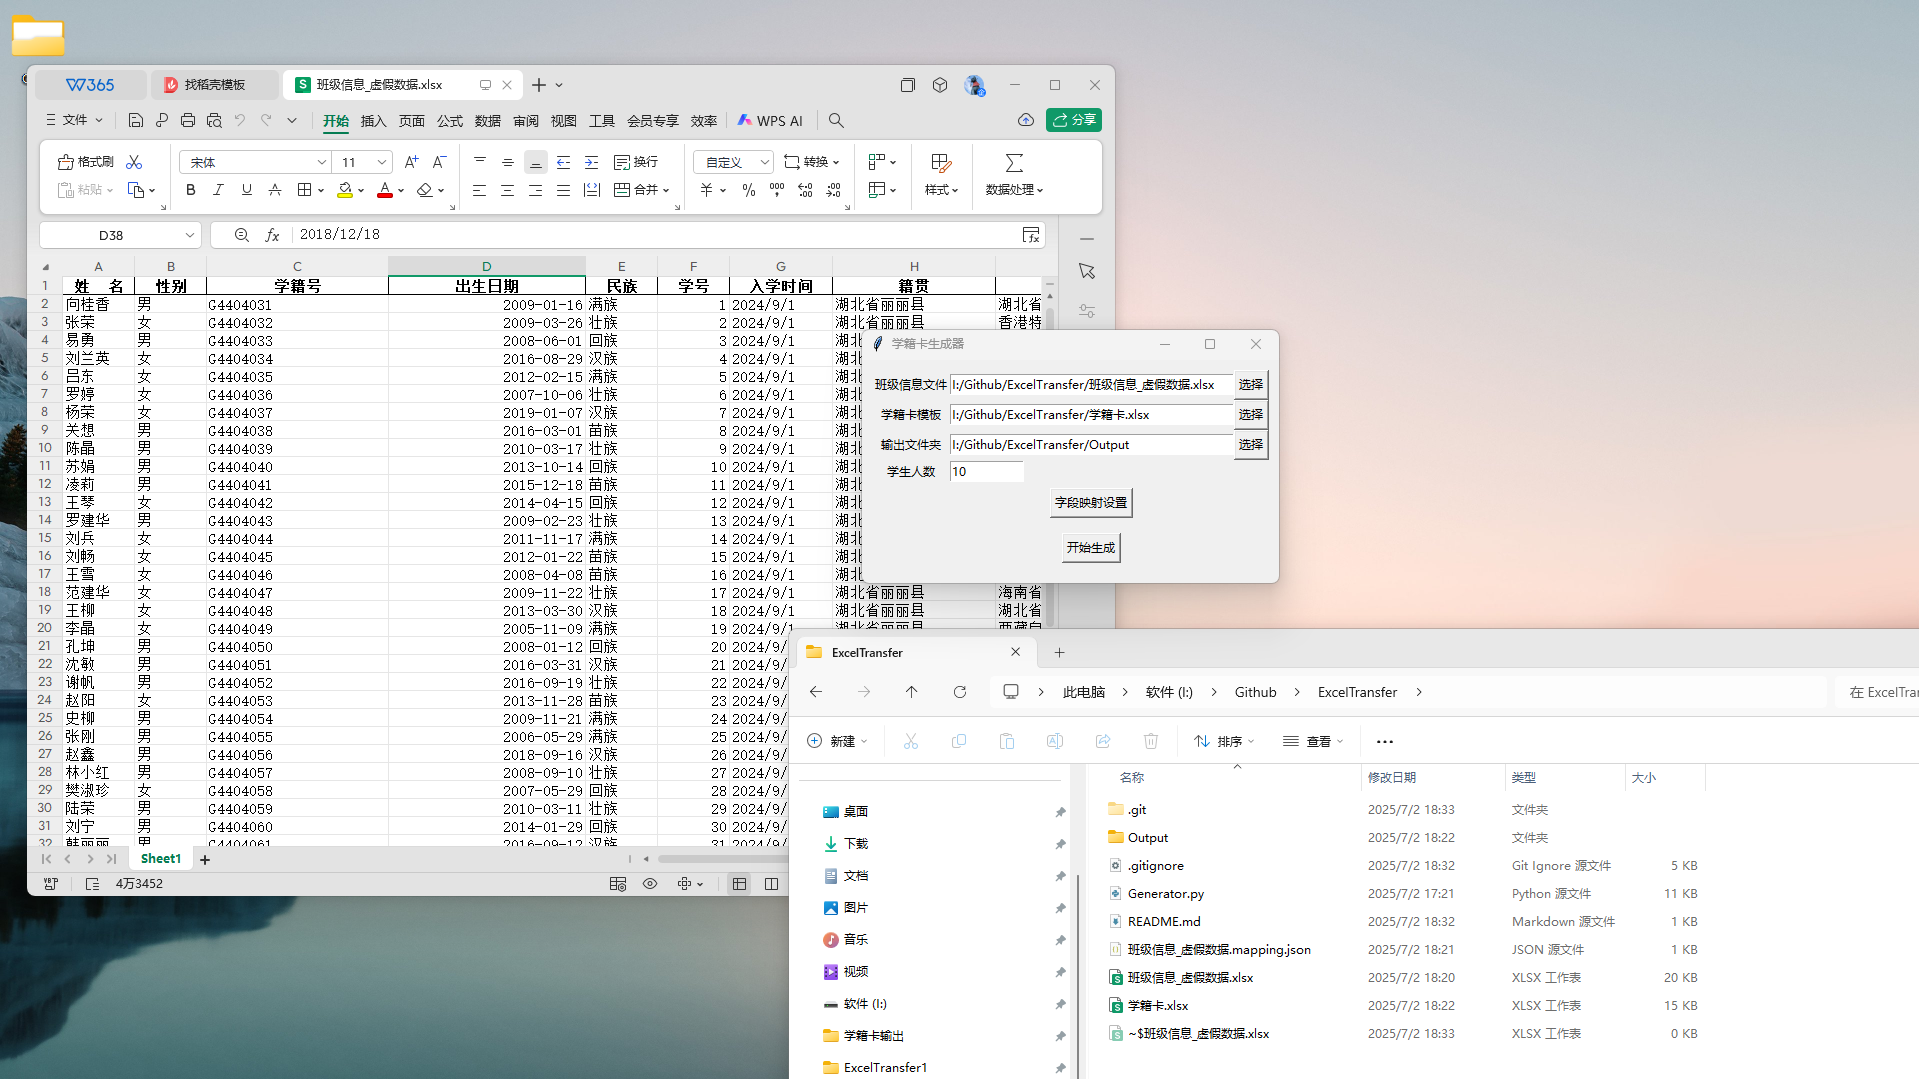 W365
找稻壳模板
班级信息_虚假数据.xlsx
文件
开始 插入 页面 公式 数据 审阅 视图 工具 会员专享 效率 WPS AI
分享
格式刷 宋体 11 换行 自定义 转换
粘贴 合并 样式 数据处理
D38 2018/12/18
A B C D E F G H
1 姓 名 性别 学籍号 出生日期 民族 学号 入学时间 籍贯
2 向桂香 男 G4404031 2009-01-16 满族 1 2024/9/1 湖北省丽丽县 湖北省
3 张荣 女 G4404032 2009-03-26 壮族 2 2024/9/1 湖北省丽丽县 香港特
4 易勇 男 G4404033 2008-06-01 回族 3 2024/9/1 湖北
5 刘兰英 女 G4404034 2016-08-29 汉族 4 2024/9/1 湖北
6 吕东 女 G4404035 2012-02-15 满族 5 2024/9/1 湖北
7 罗婷 女 G4404036 2007-10-06 壮族 6 2024/9/1 湖北
8 杨荣 女 G4404037 2019-01-07 汉族 7 2024/9/1 湖北
9 关想 男 G4404038 2016-03-01 苗族 8 2024/9/1 湖北
10 陈晶 男 G4404039 2010-03-17 壮族 9 2024/9/1 湖北
11 苏娟 男 G4404040 2013-10-14 回族 10 2024/9/1 湖北
12 凌莉 男 G4404041 2015-12-18 苗族 11 2024/9/1 湖北
13 王琴 女 G4404042 2014-04-15 回族 12 2024/9/1 湖北
14 罗建华 男 G4404043 2009-02-23 壮族 13 2024/9/1 湖北
15 刘兵 女 G4404044 2011-11-17 满族 14 2024/9/1 湖北
16 刘畅 女 G4404045 2012-01-22 苗族 15 2024/9/1 湖北
17 王雪 女 G4404046 2008-04-08 苗族 16 2024/9/1 湖北
18 范建华 女 G4404047 2009-11-22 壮族 17 2024/9/1 湖北省丽丽县 海南省
19 王柳 女 G4404048 2013-03-30 汉族 18 2024/9/1 湖北省丽丽县 湖北省
20 李晶 女 G4404049 2005-11-09 满族 19 2024/9/1 湖北省丽丽县 西藏自
21 孔坤 男 G4404050 2008-01-12 回族 20 2024/9/
22 沈敏 男 G4404051 2016-03-31 汉族 21 2024/9/
23 谢帆 男 G4404052 2016-09-19 壮族 22 2024/9/
24 赵阳 女 G4404053 2013-11-28 苗族 23 2024/9/
25 史柳 男 G4404054 2009-11-21 满族 24 2024/9/
26 张刚 男 G4404055 2006-05-29 满族 25 2024/9/
27 赵鑫 男 G4404056 2018-09-16 汉族 26 2024/9/
28 林小红 男 G4404057 2008-09-10 壮族 27 2024/9/
29 樊淑珍 女 G4404058 2007-05-29 回族 28 2024/9/
30 陆荣 男 G4404059 2010-03-11 壮族 29 2024/9/
31 刘宁 男 G4404060 2014-01-29 回族 30 2024/9/
32 韩丽丽 男 G4404061 2016-09-12 汉族 31 2024/9/
Sheet1
4万3452
学籍卡生成器
班级信息文件 I:/Github/ExcelTransfer/班级信息_虚假数据.xlsx 选择
学籍卡模板 I:/Github/ExcelTransfer/学籍卡.xlsx 选择
输出文件夹 I:/Github/ExcelTransfer/Output 选择
学生人数 10
字段映射设置
开始生成
ExcelTransfer
此电脑 软件 (I:) Github ExcelTransfer 在 ExcelTran
新建 排序 查看
名称 修改日期 类型 大小
桌面
下载
文档
图片
音乐
视频
软件 (I:)
学籍卡输出
ExcelTransfer1
.git 2025/7/2 18:33 文件夹
Output 2025/7/2 18:22 文件夹
.gitignore 2025/7/2 18:32 Git Ignore 源文件 5 KB
Generator.py 2025/7/2 17:21 Python 源文件 11 KB
README.md 2025/7/2 18:32 Markdown 源文件 1 KB
班级信息_虚假数据.mapping.json 2025/7/2 18:21 JSON 源文件 1 KB
班级信息_虚假数据.xlsx 2025/7/2 18:20 XLSX 工作表 20 KB
学籍卡.xlsx 2025/7/2 18:22 XLSX 工作表 15 KB
~$班级信息_虚假数据.xlsx 2025/7/2 18:33 XLSX 工作表 0 KB